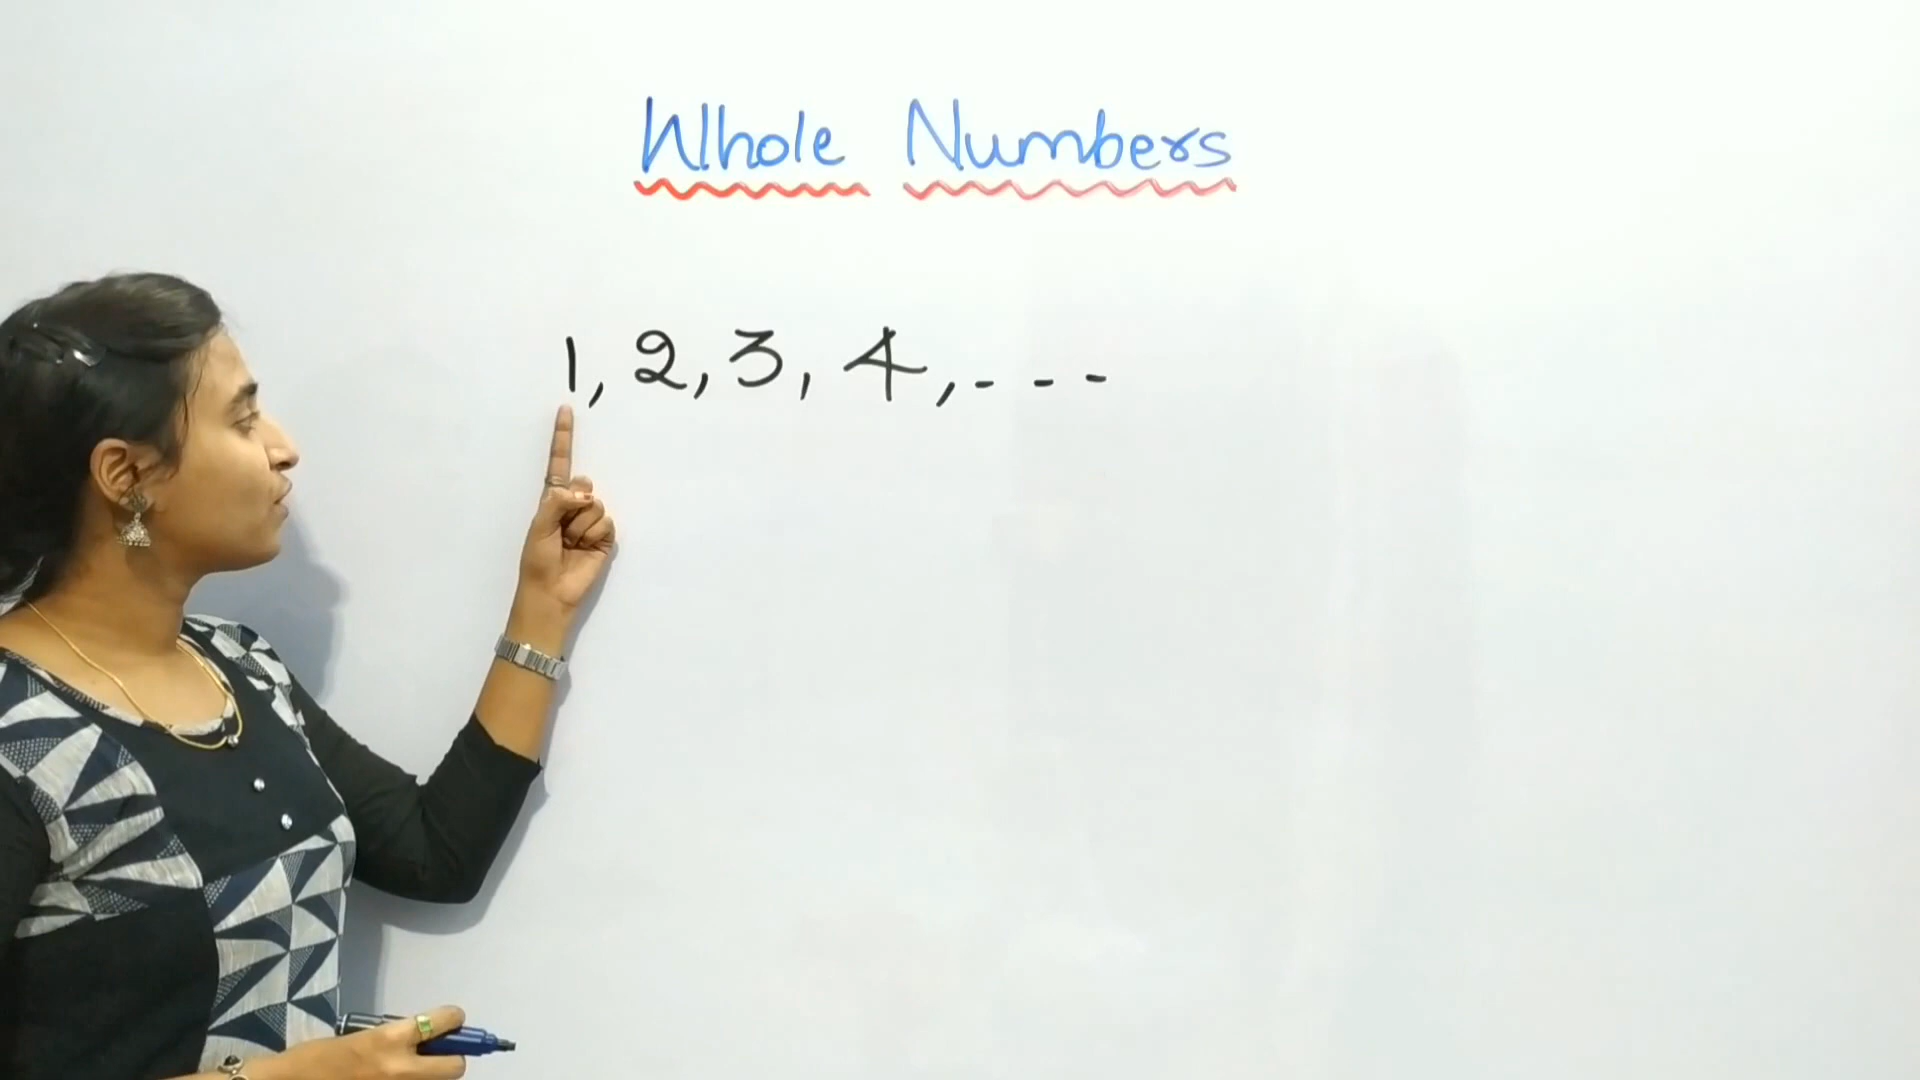 Whole Numbers
1, 2, 3, 4, - - -